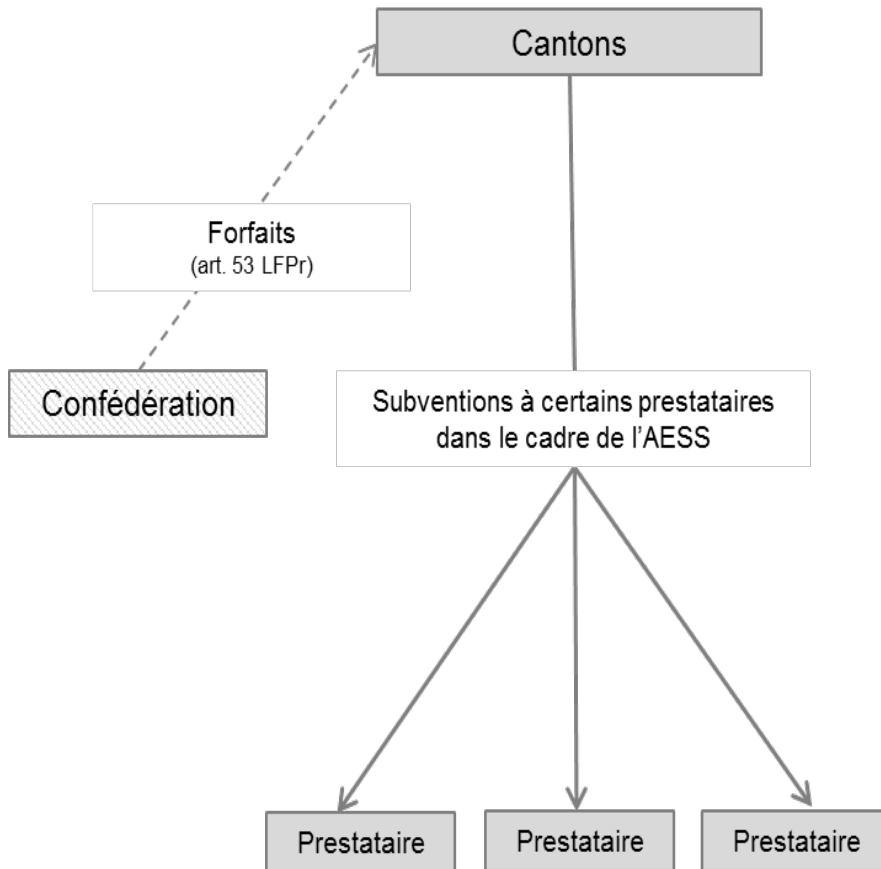 Cantons
Forfaits
(art. 53 LFPr)
Confédération
Subventions à certains prestataires
dans le cadre de l’AESS
Prestataire
Prestataire
Prestataire